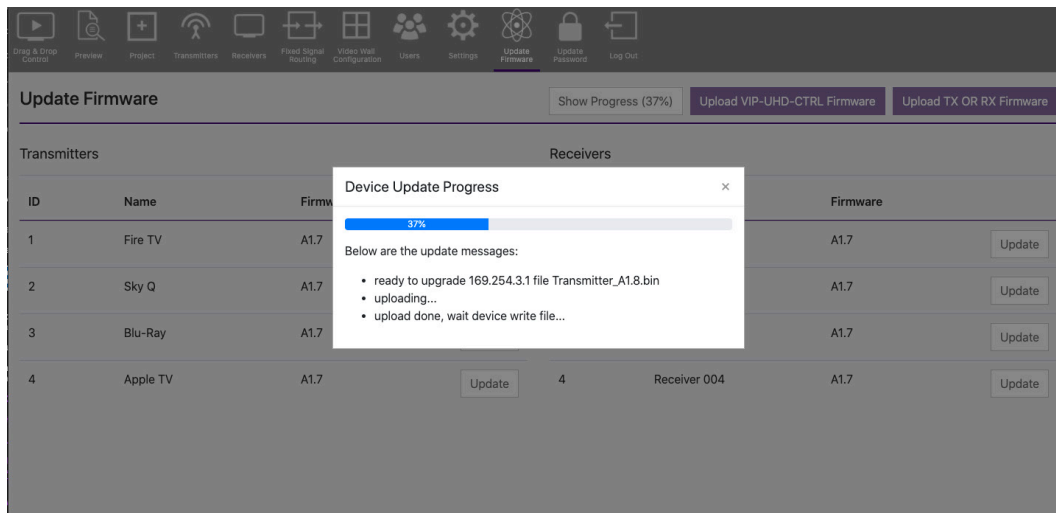 Drag & Drop Control
Preview
Project
Transmitters
Receivers
Fixed Signal Routing
Video Wall Configuration
Users
Settings
Update Firmware
Update Password
Log Out
Update Firmware
Show Progress (37%)
Upload VIP-UHD-CTRL Firmware
Upload TX OR RX Firmware
Transmitters
Receivers
ID Name Firmw
Firmware
1 Fire TV A1.7
A1.7 Update
2 Sky Q A1.7
A1.7 Update
3 Blu-Ray A1.7
A1.7 Update
4 Apple TV A1.7 Update
4 Receiver 004 A1.7 Update
Device Update Progress ×
37%
Below are the update messages:
• ready to upgrade 169.254.3.1 file Transmitter_A1.8.bin
• uploading...
• upload done, wait device write file...